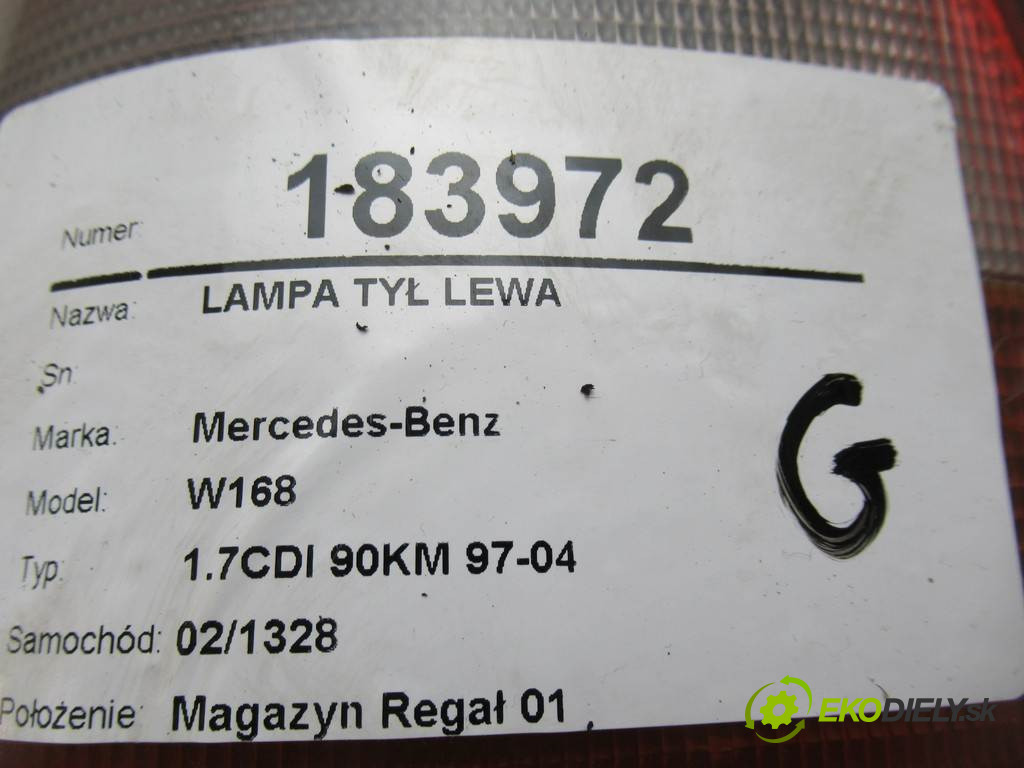 Numer: 183972
Nazwa: LAMPA TYŁ LEWA
Sn:
Marka: Mercedes-Benz
Model: W168
Typ: 1.7CDI 90KM 97-04
Samochód: 02/1328
Położenie: Magazyn Regał 01
G
EKODIELY.sk